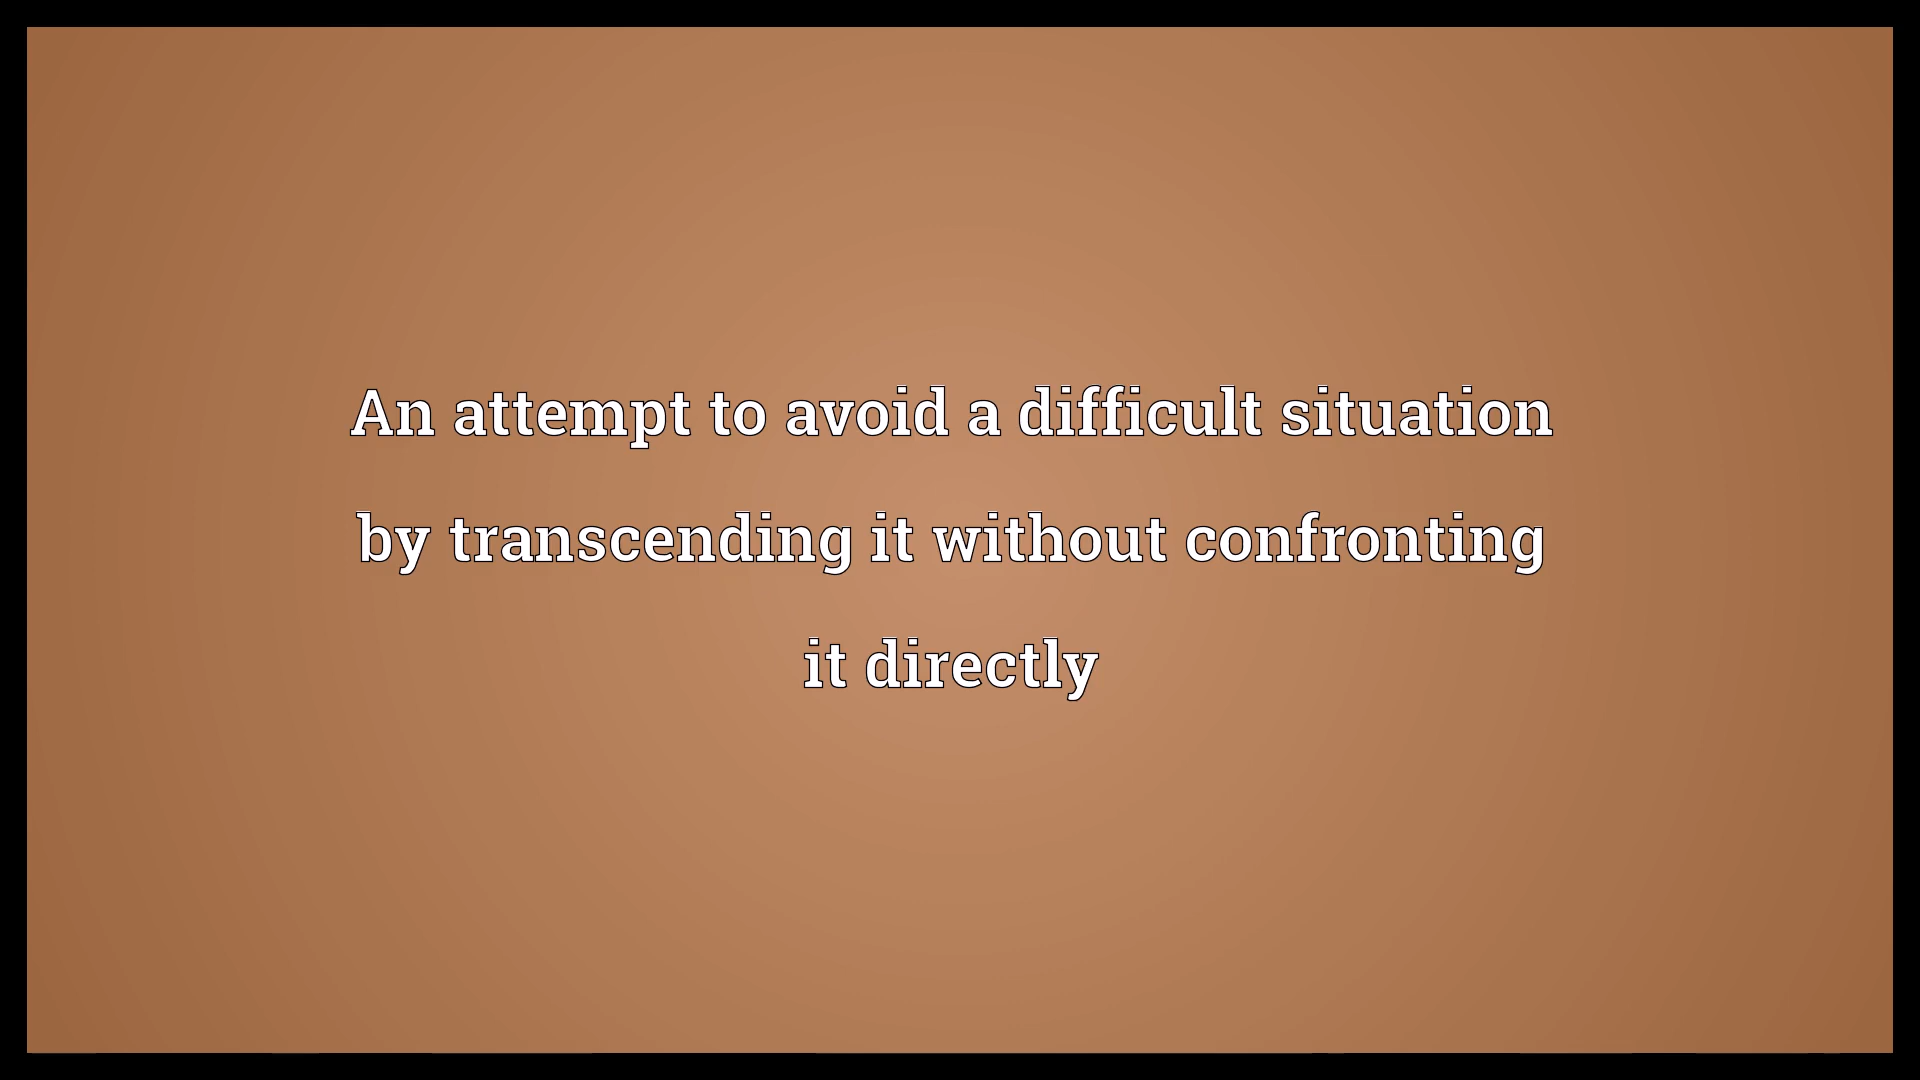 An attempt to avoid a difficult situation
by transcending it without confronting
it directly